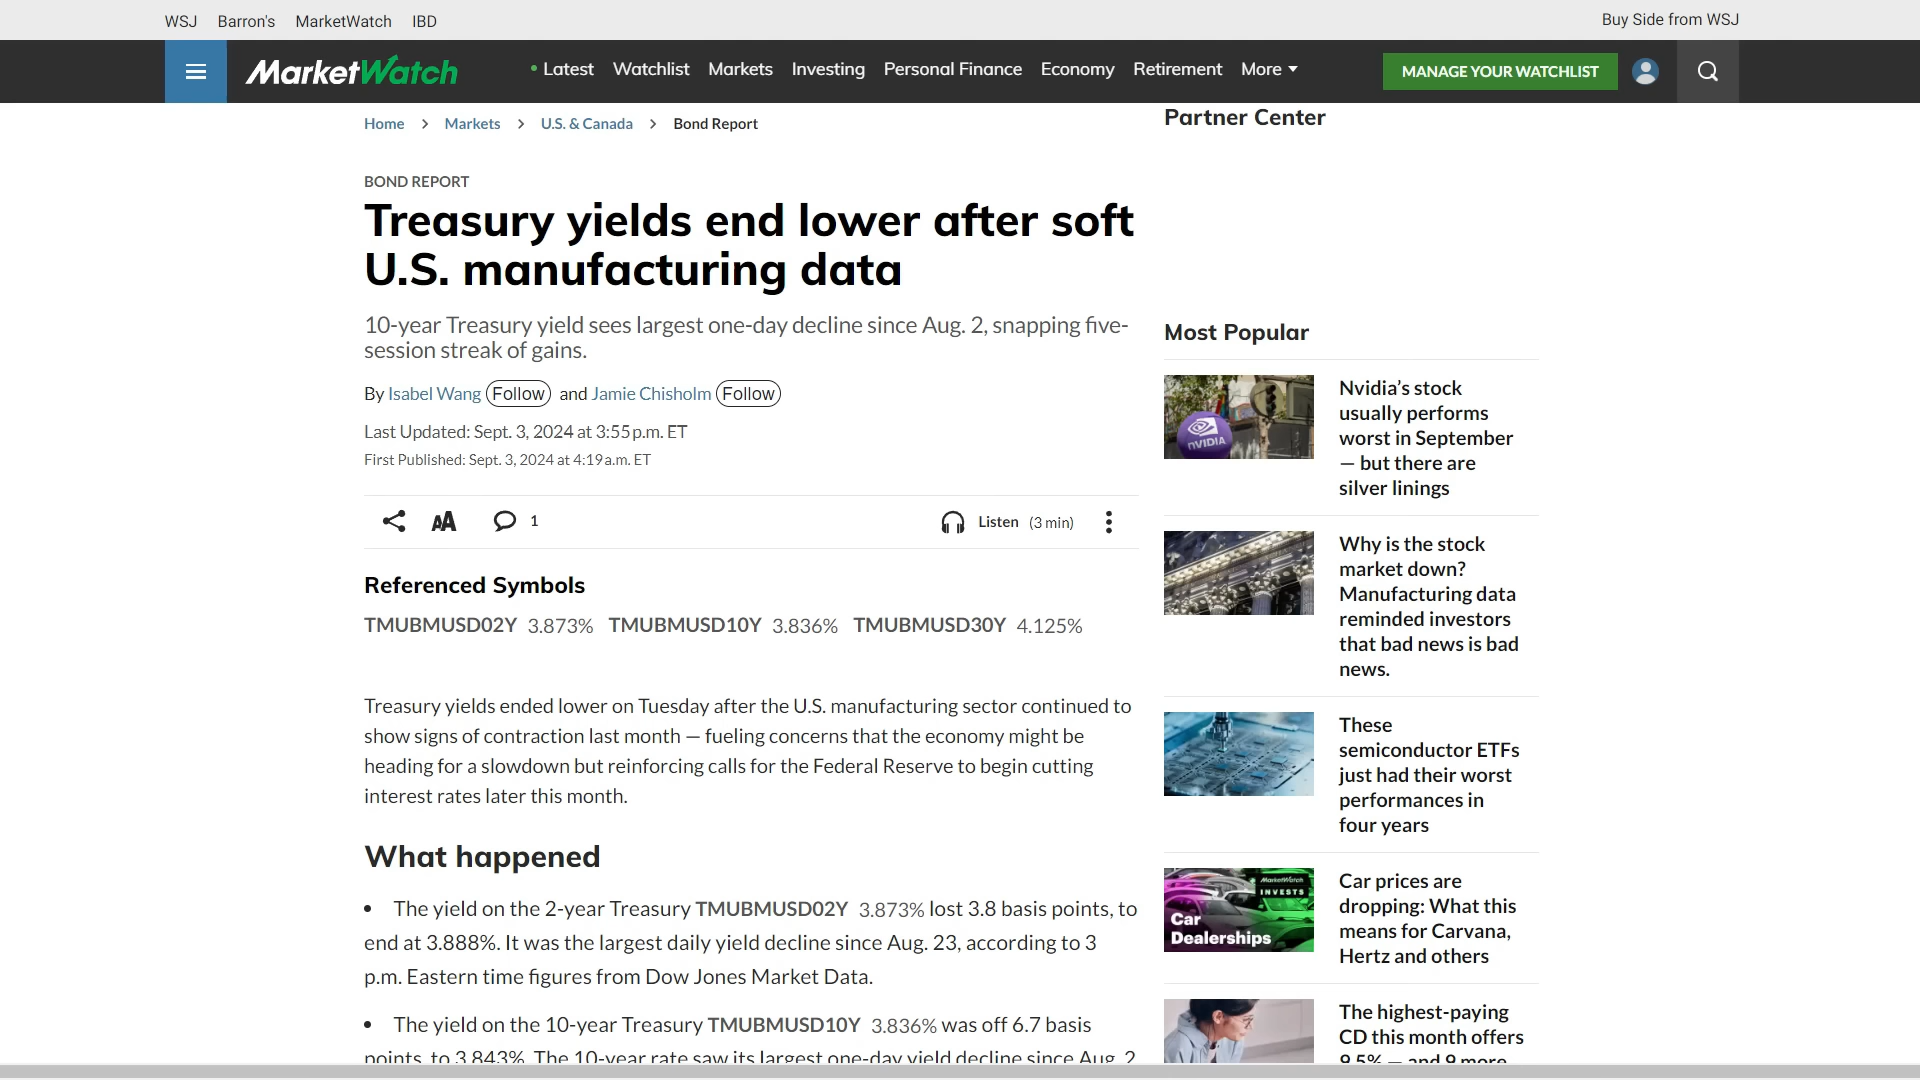 WSJ Barron's MarketWatch IBD Buy Side from WSJ
MarketWatch Latest Watchlist Markets Investing Personal Finance Economy Retirement More MANAGE YOUR WATCHLIST
Home > Markets > U.S. & Canada > Bond Report
BOND REPORT
Treasury yields end lower after soft
U.S. manufacturing data
10-year Treasury yield sees largest one-day decline since Aug. 2, snapping five-
session streak of gains.
By Isabel Wang Follow and Jamie Chisholm Follow
Last Updated: Sept. 3, 2024 at 3:55 p.m. ET
First Published: Sept. 3, 2024 at 4:19 a.m. ET
AA 1 Listen (3 min)
Referenced Symbols
TMUBMUSD02Y 3.873% TMUBMUSD10Y 3.836% TMUBMUSD30Y 4.125%
Treasury yields ended lower on Tuesday after the U.S. manufacturing sector continued to
show signs of contraction last month — fueling concerns that the economy might be
heading for a slowdown but reinforcing calls for the Federal Reserve to begin cutting
interest rates later this month.
What happened
• The yield on the 2-year Treasury TMUBMUSD02Y 3.873% lost 3.8 basis points, to
end at 3.888%. It was the largest daily yield decline since Aug. 23, according to 3
p.m. Eastern time figures from Dow Jones Market Data.
• The yield on the 10-year Treasury TMUBMUSD10Y 3.836% was off 6.7 basis
points, to 3.843%. The 10-year rate saw its largest one-day yield decline since Aug. 2
Partner Center
Most Popular
NVIDIA
Nvidia’s stock
usually performs
worst in September
— but there are
silver linings
Why is the stock
market down?
Manufacturing data
reminded investors
that bad news is bad
news.
These
semiconductor ETFs
just had their worst
performances in
four years
MarketWatch
INVESTS
Car
Dealerships
Car prices are
dropping: What this
means for Carvana,
Hertz and others
The highest-paying
CD this month offers
9.5% — and 9 more